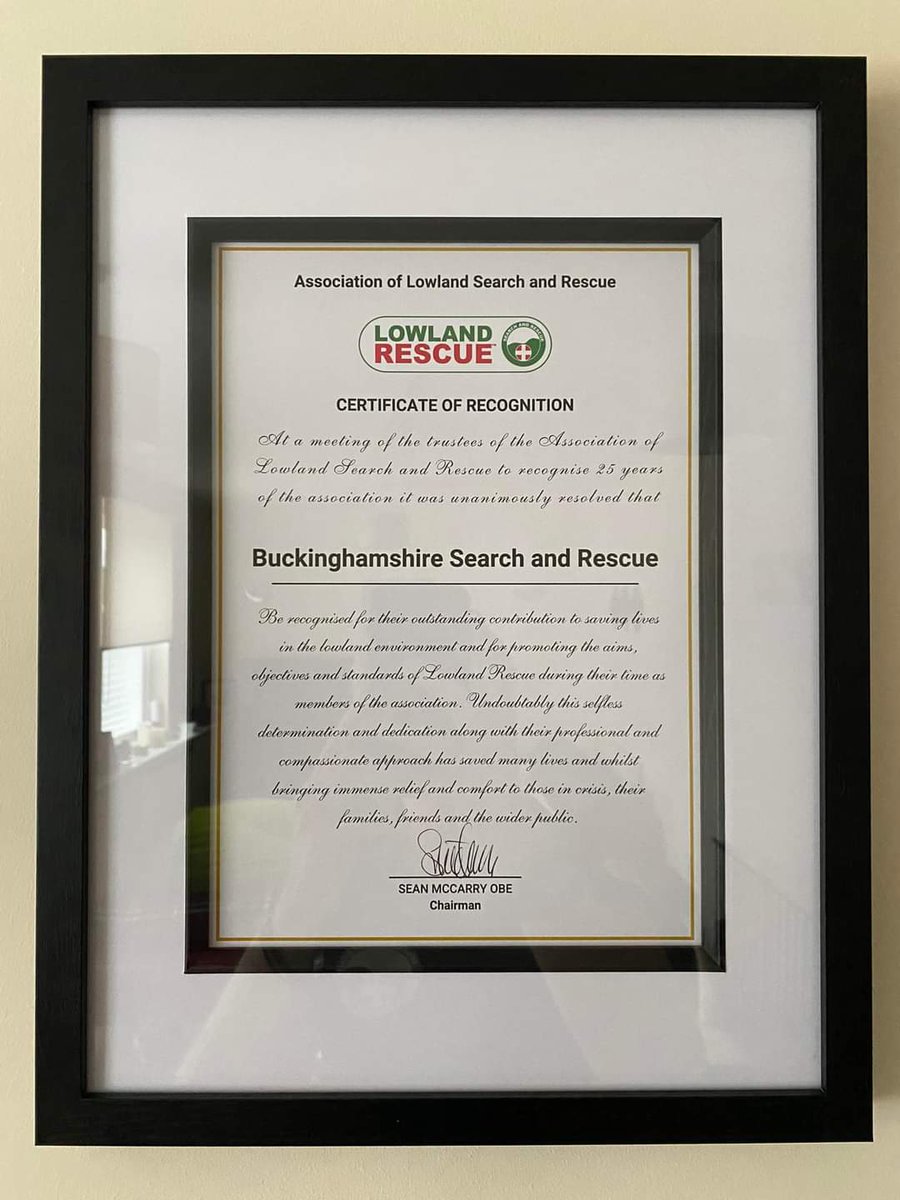 Association of Lowland Search and Rescue
LOWLAND
RESCUE™
SEARCH AND RESCUE
CERTIFICATE OF RECOGNITION
At a meeting of the trustees of the Association of
Lowland Search and Rescue to recognise 25 years
of the association it was unanimously resolved that
Buckinghamshire Search and Rescue
Be recognised for their outstanding contribution to saving lives
in the lowland environment and for promoting the aims,
objectives and standards of Lowland Rescue during their time as
members of the association. Undoubtably this selfless
determination and dedication along with their professional and
compassionate approach has saved many lives and whilst
bringing immense relief and comfort to those in crisis, their
families, friends and the wider public.
SEAN MCCARRY OBE
Chairman